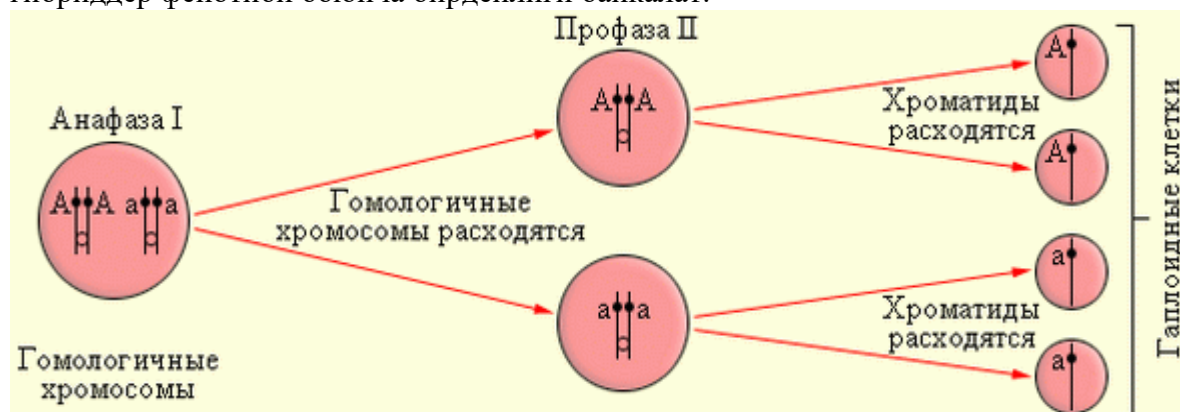 Профаза II
A A
A
Хроматиды
расходятся
A
Анафаза I
A A a a
Гомологичные
хромосомы расходятся
a a
a
Хроматиды
расходятся
a
Гомологичные
хромосомы
Гаплоидные клетки